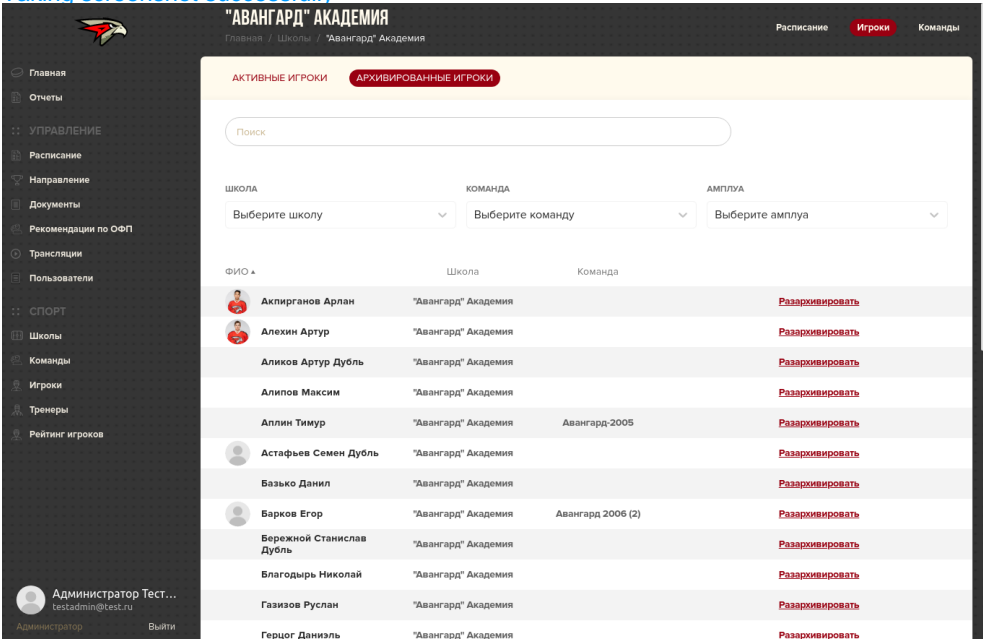 "АВАНГАРД" АКАДЕМИЯ
Главная / Школы / "Авангард" Академия
Расписание Игроки Команды
Главная
Отчеты
УПРАВЛЕНИЕ
Расписание
Направление
Документы
Рекомендации по ОФП
Трансляции
Пользователи
СПОРТ
Школы
Команды
Игроки
Тренеры
Рейтинг игроков
Администратор Тест...
testadmin@test.ru
Администратор Выйти
АКТИВНЫЕ ИГРОКИ АРХИВИРОВАННЫЕ ИГРОКИ
Поиск
ШКОЛА КОМАНДА АМПЛУА
Выберите школу Выберите команду Выберите амплуа
ФИО Школа Команда
Акпирганов Арлан "Авангард" Академия Разархивировать
Алехин Артур "Авангард" Академия Разархивировать
Аликов Артур Дубль "Авангард" Академия Разархивировать
Алипов Максим "Авангард" Академия Разархивировать
Аплин Тимур "Авангард" Академия Авангард-2005 Разархивировать
Астафьев Семен Дубль "Авангард" Академия Разархивировать
Базько Данил "Авангард" Академия Разархивировать
Барков Егор "Авангард" Академия Авангард 2006 (2) Разархивировать
Бережной Станислав
Дубль "Авангард" Академия Разархивировать
Благодырь Николай "Авангард" Академия Разархивировать
Газизов Руслан "Авангард" Академия Разархивировать
Герцог Даниэль "Авангард" Академия Разархивировать